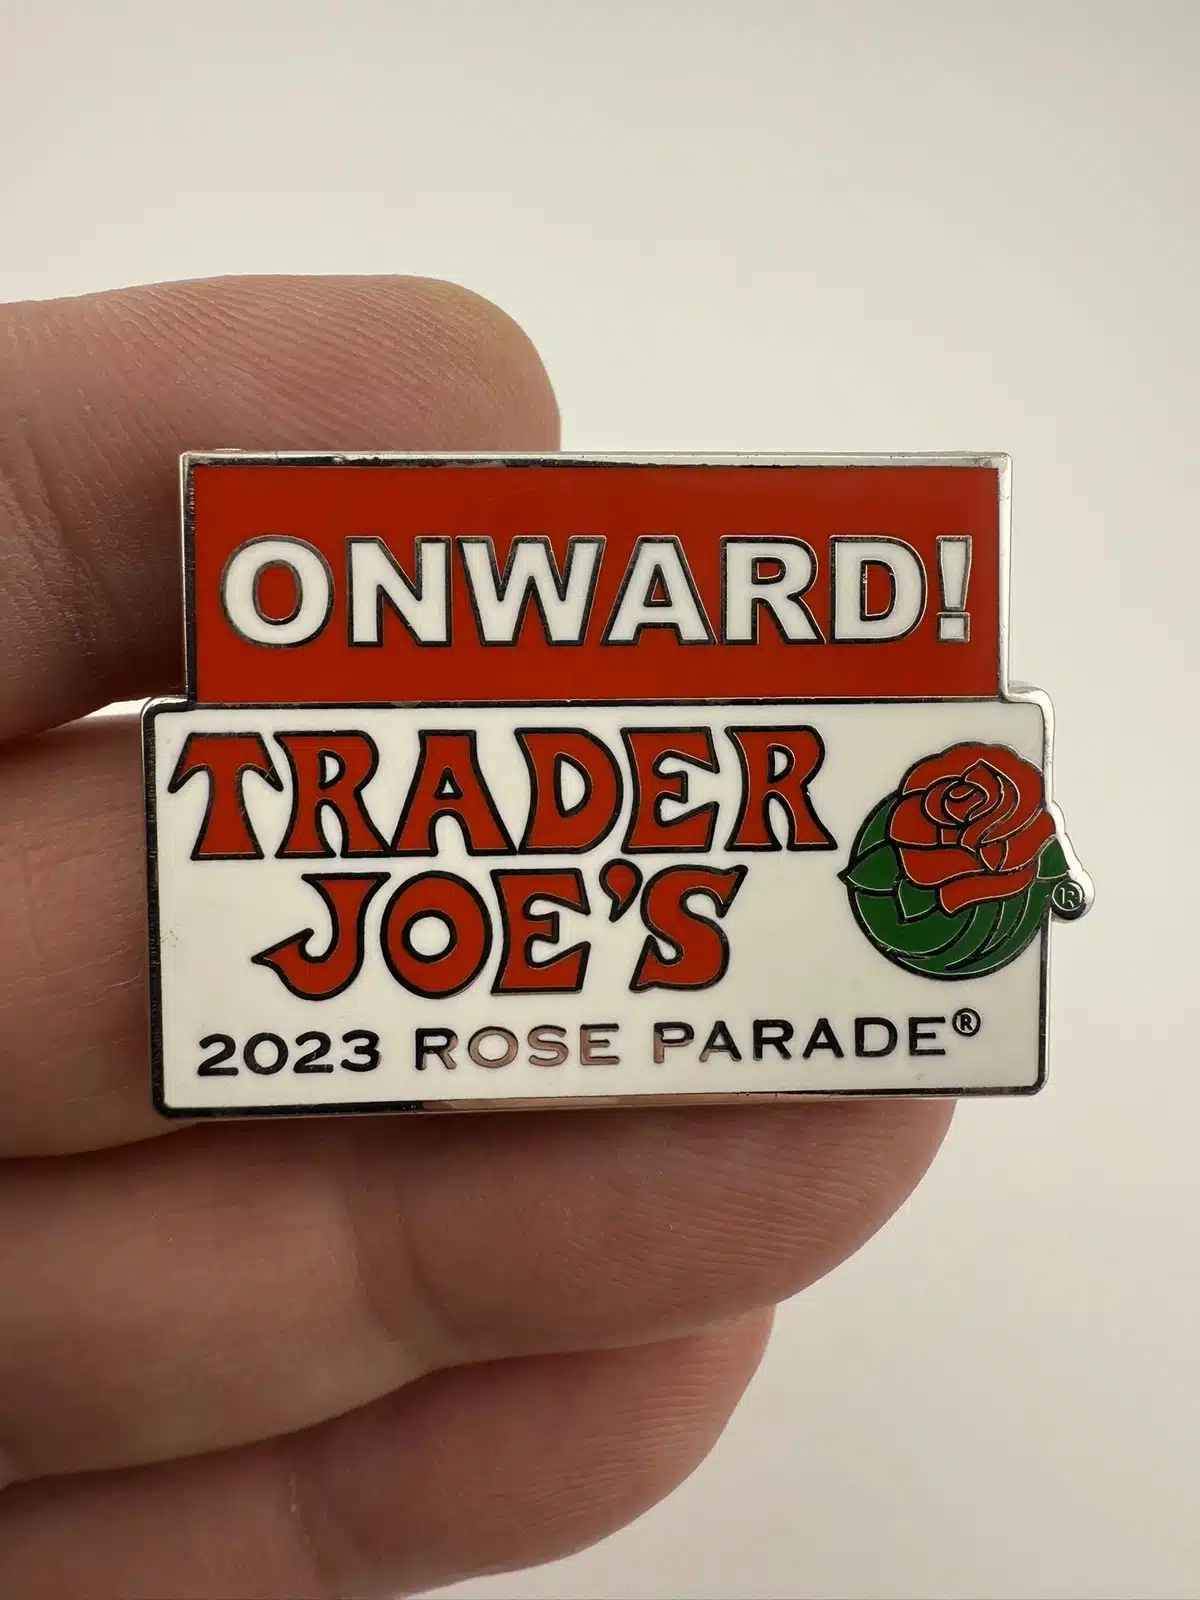 ONWARD!
TRADER
JOE'S
®
2023 ROSE PARADE®